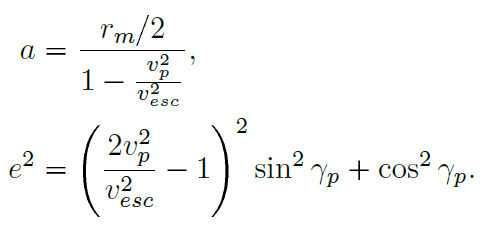 a = \frac{r_m/2}{1 - \frac{v_p^2}{v_{esc}^2}},
e^2 = \left( \frac{2v_p^2}{v_{esc}^2} - 1 \right)^2 \sin^2 \gamma_p + \cos^2 \gamma_p.